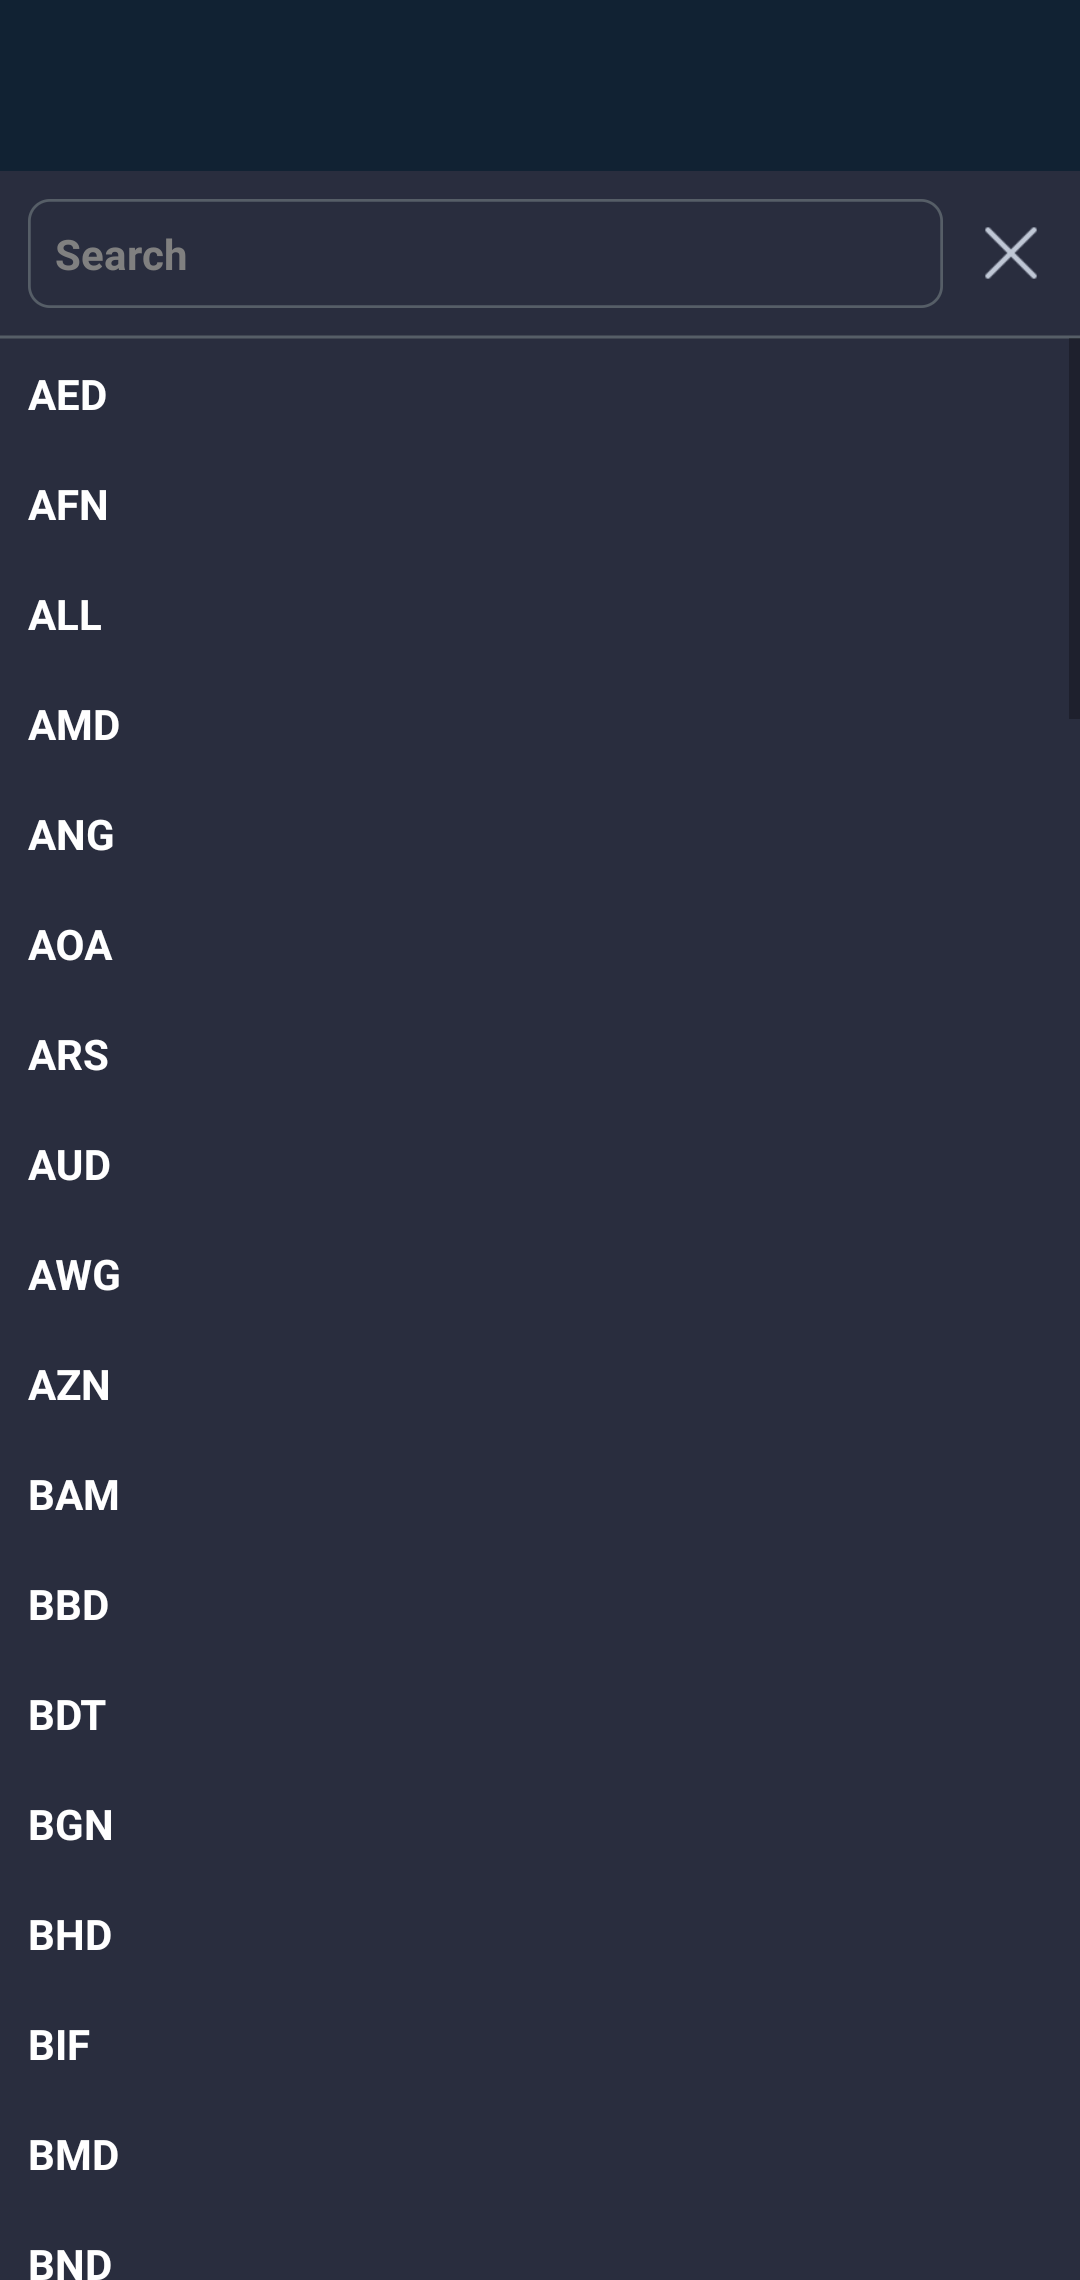 Search
AED
AFN
ALL
AMD
ANG
AOA
ARS
AUD
AWG
AZN
BAM
BBD
BDT
BGN
BHD
BIF
BMD
BND